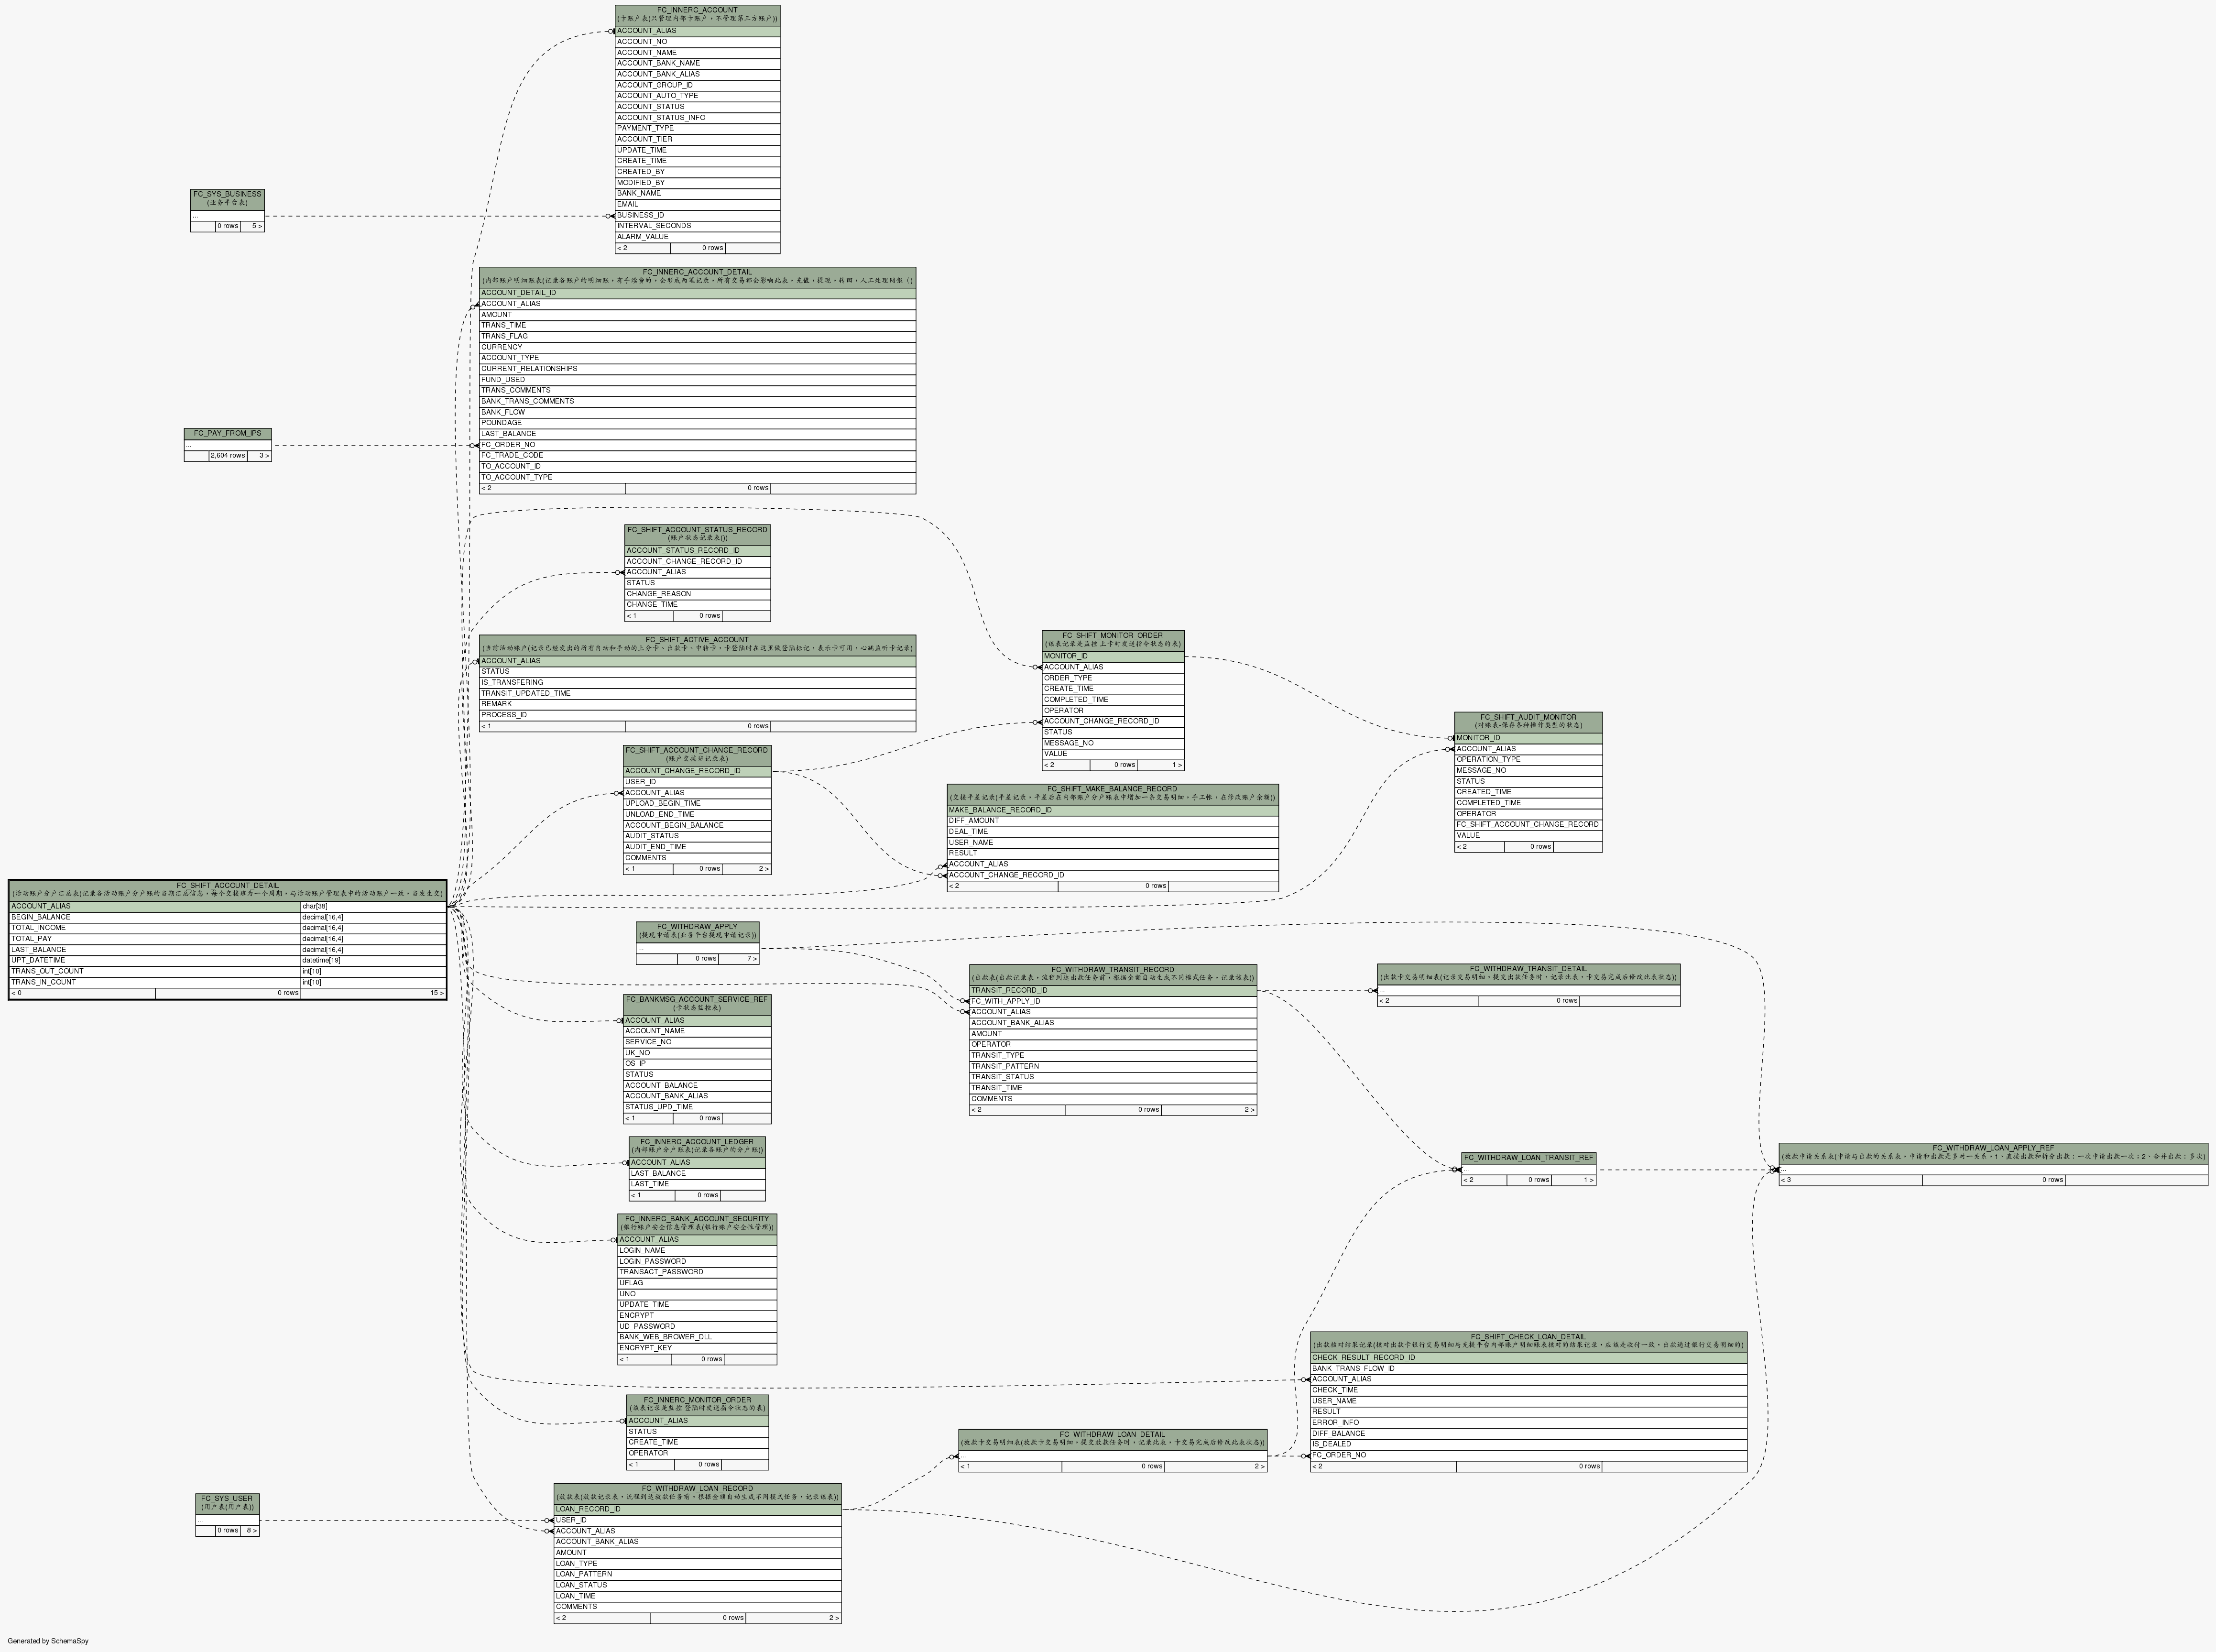 FC_INNERC_ACCOUNT
(卡账户表(只管理内部卡账户，不管理第三方账户))
ACCOUNT_ALIAS
ACCOUNT_NO
ACCOUNT_NAME
ACCOUNT_BANK_NAME
ACCOUNT_BANK_ALIAS
ACCOUNT_GROUP_ID
ACCOUNT_AUTO_TYPE
ACCOUNT_STATUS
ACCOUNT_STATUS_INFO
PAYMENT_TYPE
ACCOUNT_TIER
UPDATE_TIME
CREATE_TIME
CREATED_BY
MODIFIED_BY
BANK_NAME
EMAIL
BUSINESS_ID
INTERVAL_SECONDS
ALARM_VALUE
< 2 0 rows
FC_SYS_BUSINESS
(业务平台表)
...
0 rows 5 >
FC_INNERC_ACCOUNT_DETAIL
(内部账户明细账表(记录各账户的明细账，有手续费的，会形成两笔记录，所有交易都会影响此表，充值，提现，转回，人工处理网银（)
ACCOUNT_DETAIL_ID
ACCOUNT_ALIAS
AMOUNT
TRANS_TIME
TRANS_FLAG
CURRENCY
ACCOUNT_TYPE
CURRENT_RELATIONSHIPS
FUND_USED
TRANS_COMMENTS
BANK_TRANS_COMMENTS
BANK_FLOW
POUNDAGE
LAST_BALANCE
FC_ORDER_NO
FC_TRADE_CODE
TO_ACCOUNT_ID
TO_ACCOUNT_TYPE
< 2 0 rows
FC_PAY_FROM_IPS
...
2,604 rows 3 >
FC_SHIFT_ACCOUNT_STATUS_RECORD
(账户状态记录表())
ACCOUNT_STATUS_RECORD_ID
ACCOUNT_CHANGE_RECORD_ID
ACCOUNT_ALIAS
STATUS
CHANGE_REASON
CHANGE_TIME
< 1 0 rows
FC_SHIFT_ACTIVE_ACCOUNT
(当前活动账户(记录已经发出的所有自动和手动的上分卡、出款卡、中转卡，卡登陆时在这里做登陆标记，表示卡可用，心跳监听卡记录)
ACCOUNT_ALIAS
STATUS
IS_TRANSFERING
TRANSIT_UPDATED_TIME
REMARK
PROCESS_ID
< 1 0 rows
FC_SHIFT_MONITOR_ORDER
(该表记录是监控 上卡时发送指令状态的表)
MONITOR_ID
ACCOUNT_ALIAS
ORDER_TYPE
CREATE_TIME
COMPLETED_TIME
OPERATOR
ACCOUNT_CHANGE_RECORD_ID
STATUS
MESSAGE_NO
VALUE
< 2 0 rows 1 >
FC_SHIFT_AUDIT_MONITOR
(对账表-保存各种操作类型的状态)
MONITOR_ID
ACCOUNT_ALIAS
OPERATION_TYPE
MESSAGE_NO
STATUS
CREATED_TIME
COMPLETED_TIME
OPERATOR
FC_SHIFT_ACCOUNT_CHANGE_RECORD
VALUE
< 2 0 rows
FC_SHIFT_ACCOUNT_CHANGE_RECORD
(账户交接班记录表)
ACCOUNT_CHANGE_RECORD_ID
USER_ID
ACCOUNT_ALIAS
UPLOAD_BEGIN_TIME
UNLOAD_END_TIME
ACCOUNT_BEGIN_BALANCE
AUDIT_STATUS
AUDIT_END_TIME
COMMENTS
< 1 0 rows 2 >
FC_SHIFT_MAKE_BALANCE_RECORD
(交接平差记录(平差记录，平差后在内部账户分户账表中增加一条交易明细，手工帐，在修改账户余额))
MAKE_BALANCE_RECORD_ID
DIFF_AMOUNT
DEAL_TIME
USER_NAME
RESULT
ACCOUNT_ALIAS
ACCOUNT_CHANGE_RECORD_ID
< 2 0 rows
FC_SHIFT_ACCOUNT_DETAIL
(活动账户分户汇总表(记录各活动账户分户账的当期汇总信息，每个交接班为一个周期，与活动账户管理表中的活动账户一致，当发生交)
ACCOUNT_ALIAS char[38]
BEGIN_BALANCE decimal[16,4]
TOTAL_INCOME decimal[16,4]
TOTAL_PAY decimal[16,4]
LAST_BALANCE decimal[16,4]
UPT_DATETIME datetime[19]
TRANS_OUT_COUNT int[10]
TRANS_IN_COUNT int[10]
< 0 0 rows 15 >
FC_WITHDRAW_APPLY
(提现申请表(业务平台提现申请记录))
...
0 rows 7 >
FC_WITHDRAW_TRANSIT_RECORD
(出款表(出款记录表，流程到达出款任务前，根据金额自动生成不同模式任务，记录该表))
TRANSIT_RECORD_ID
FC_WITH_APPLY_ID
ACCOUNT_ALIAS
ACCOUNT_BANK_ALIAS
AMOUNT
OPERATOR
TRANSIT_TYPE
TRANSIT_PATTERN
TRANSIT_STATUS
TRANSIT_TIME
COMMENTS
< 2 0 rows 2 >
FC_WITHDRAW_TRANSIT_DETAIL
(出款卡交易明细表(记录交易明细，提交出款任务时，记录此表，卡交易完成后修改此表状态))
...
< 2 0 rows
FC_BANKMSG_ACCOUNT_SERVICE_REF
(卡状态监控表)
ACCOUNT_ALIAS
ACCOUNT_NAME
SERVICE_NO
UK_NO
OS_IP
STATUS
ACCOUNT_BALANCE
ACCOUNT_BANK_ALIAS
STATUS_UPD_TIME
< 1 0 rows
FC_INNERC_ACCOUNT_LEDGER
(内部账户分户账表(记录各账户的分户账))
ACCOUNT_ALIAS
LAST_BALANCE
LAST_TIME
< 1 0 rows
FC_WITHDRAW_LOAN_TRANSIT_REF
...
< 2 0 rows 1 >
FC_WITHDRAW_LOAN_APPLY_REF
(放款申请关系表(申请与出款的关系表，申请和出款是多对一关系，1、直接出款和拆分出款：一次申请出款一次；2、合并出款：多次)
...
< 3 0 rows
FC_INNERC_BANK_ACCOUNT_SECURITY
(银行账户安全信息管理表(银行账户安全性管理))
ACCOUNT_ALIAS
LOGIN_NAME
LOGIN_PASSWORD
TRANSACT_PASSWORD
UFLAG
UNO
UPDATE_TIME
ENCRYPT
UD_PASSWORD
BANK_WEB_BROWER_DLL
ENCRYPT_KEY
< 1 0 rows
FC_SHIFT_CHECK_LOAN_DETAIL
(出款核对结果记录(核对出款卡银行交易明细与充提平台内部账户明细账表核对的结果记录，应该是收付一致，出款通过银行交易明细的)
CHECK_RESULT_RECORD_ID
BANK_TRANS_FLOW_ID
ACCOUNT_ALIAS
CHECK_TIME
USER_NAME
RESULT
ERROR_INFO
DIFF_BALANCE
IS_DEALED
FC_ORDER_NO
< 2 0 rows
FC_INNERC_MONITOR_ORDER
(该表记录是监控 登陆时发送指令状态的表)
ACCOUNT_ALIAS
STATUS
CREATE_TIME
OPERATOR
< 1 0 rows
FC_WITHDRAW_LOAN_DETAIL
(放款卡交易明细表(放款卡交易明细，提交放款任务时，记录此表，卡交易完成后修改此表状态))
...
< 1 0 rows 2 >
FC_SYS_USER
(用户表(用户表))
...
0 rows 8 >
FC_WITHDRAW_LOAN_RECORD
(放款表(放款记录表，流程到达放款任务前，根据金额自动生成不同模式任务，记录该表))
LOAN_RECORD_ID
USER_ID
ACCOUNT_ALIAS
ACCOUNT_BANK_ALIAS
AMOUNT
LOAN_TYPE
LOAN_PATTERN
LOAN_STATUS
LOAN_TIME
COMMENTS
< 2 0 rows 2 >
Generated by SchemaSpy